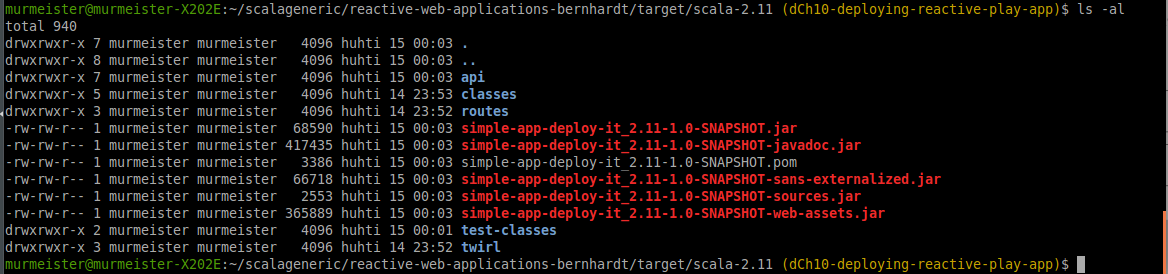 murmeister@murmeister-X202E:~/scalageneric/reactive-web-applications-bernhardt/target/scala-2.11 (dCh10-deploying-reactive-play-app)$ ls -al
total 940
drwxrwxr-x 7 murmeister murmeister   4096 huhti 15 00:03 .
drwxrwxr-x 8 murmeister murmeister   4096 huhti 15 00:03 ..
drwxrwxr-x 7 murmeister murmeister   4096 huhti 15 00:03 api
drwxrwxr-x 5 murmeister murmeister   4096 huhti 14 23:53 classes
drwxrwxr-x 3 murmeister murmeister   4096 huhti 14 23:52 routes
-rw-rw-r-- 1 murmeister murmeister  68590 huhti 15 00:03 simple-app-deploy-it_2.11-1.0-SNAPSHOT.jar
-rw-rw-r-- 1 murmeister murmeister 417435 huhti 15 00:03 simple-app-deploy-it_2.11-1.0-SNAPSHOT-javadoc.jar
-rw-rw-r-- 1 murmeister murmeister   3386 huhti 15 00:03 simple-app-deploy-it_2.11-1.0-SNAPSHOT.pom
-rw-rw-r-- 1 murmeister murmeister  66718 huhti 15 00:03 simple-app-deploy-it_2.11-1.0-SNAPSHOT-sans-externalized.jar
-rw-rw-r-- 1 murmeister murmeister   2553 huhti 15 00:03 simple-app-deploy-it_2.11-1.0-SNAPSHOT-sources.jar
-rw-rw-r-- 1 murmeister murmeister 365889 huhti 15 00:03 simple-app-deploy-it_2.11-1.0-SNAPSHOT-web-assets.jar
drwxrwxr-x 2 murmeister murmeister   4096 huhti 15 00:01 test-classes
drwxrwxr-x 3 murmeister murmeister   4096 huhti 14 23:52 twirl
murmeister@murmeister-X202E:~/scalageneric/reactive-web-applications-bernhardt/target/scala-2.11 (dCh10-deploying-reactive-play-app)$